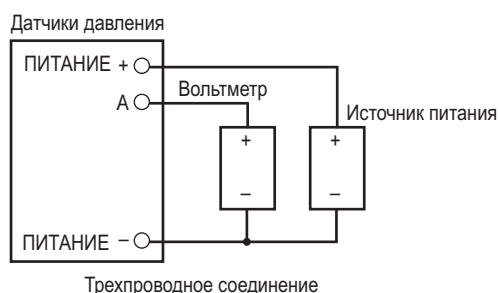 Датчики давления
ПИТАНИЕ +
А
Вольтметр
Источник питания
+
+
–
–
ПИТАНИЕ –
Трехпроводное соединение